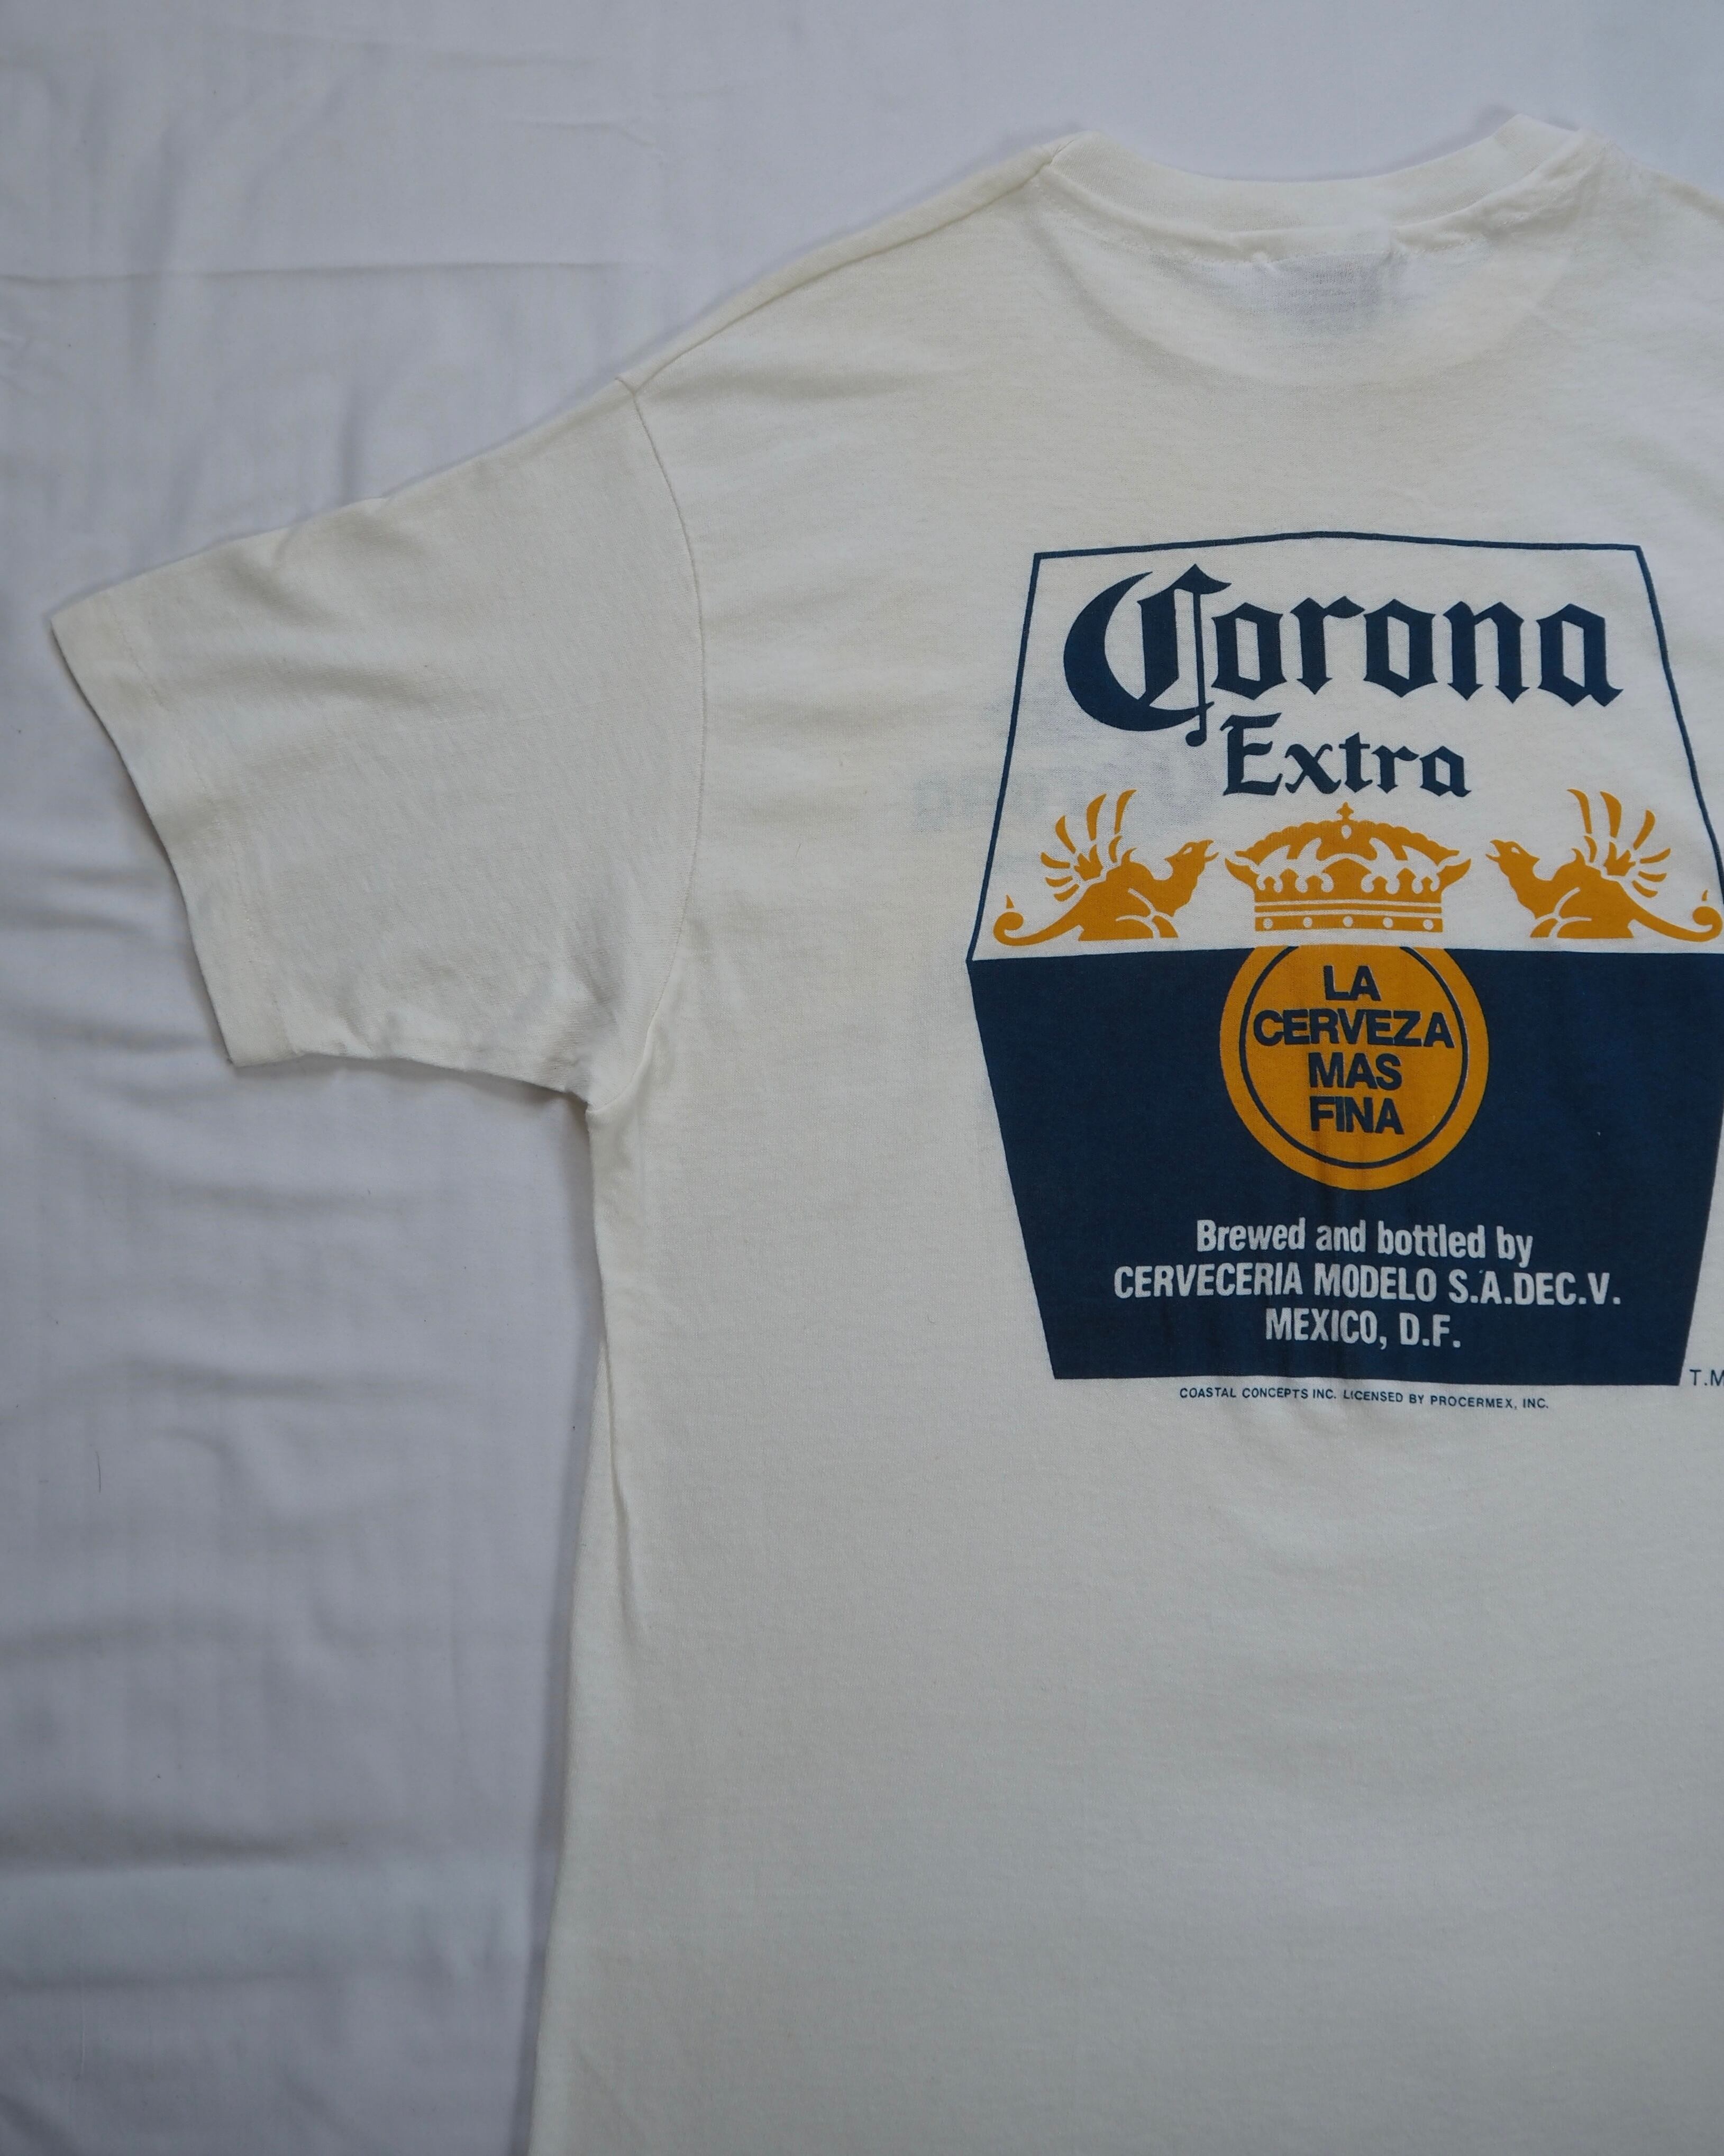 Corona
Extra
LA
CERVEZA
MAS
FINA
Brewed and bottled by
CERVECERIA MODELO S.A.DEC.V.
MEXICO, D.F.
T.M
COASTAL CONCEPTS INC. LICENSED BY PROCERMEX, INC.